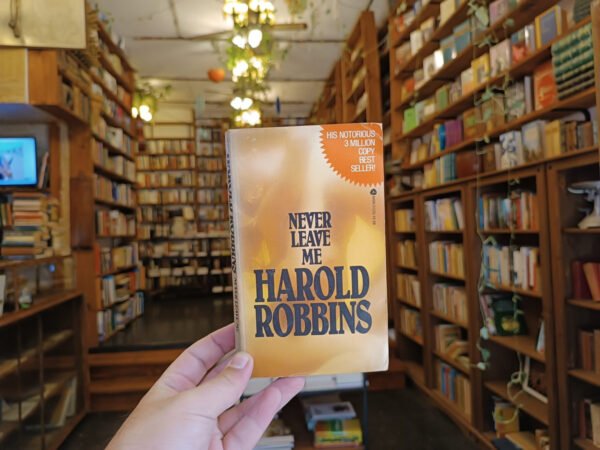 HIS NOTORIOUS
3 MILLION
COPY BEST
SELLER!
NEVER
LEAVE
ME
HAROLD
ROBBINS